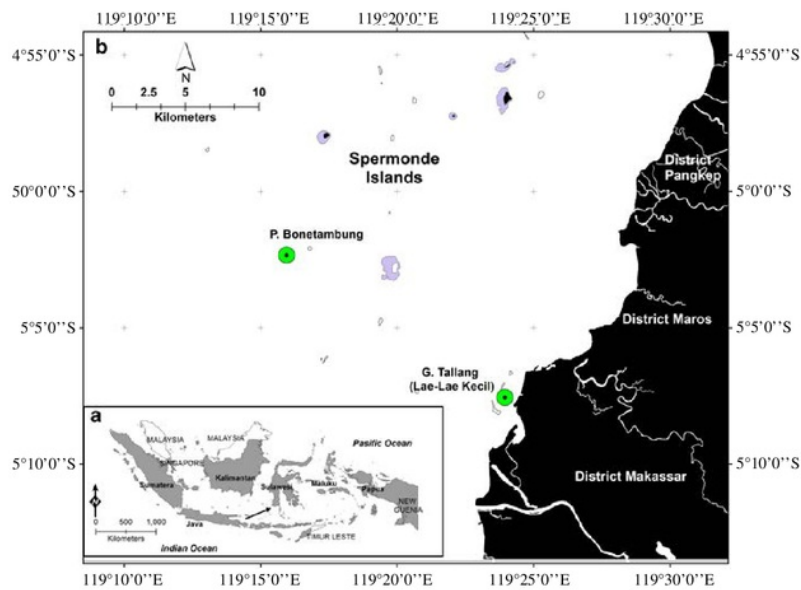 119°10'0''E 119°15'0''E 119°20'0''E 119°25'0''E 119°30'0''E
b
4°55'0''S 4°55'0''S
N
0 2.5 5 10
Kilometers
Spermonde
Islands
District
Pangkep
50°0'0''S 5°0'0''S
P. Bonetambung
5°5'0''S 5°5'0''S
District Maros
G. Tallang
(Lae-Lae Kecil)
a
MALAYSIA MALAYSIA
Pasific Ocean
SINGAPORE
Sumatera Kalimantan Sulawesi Maluku Papua
NEW
GUENIA
N
0 500 1,000
Kilometers
Java
TIMUR LESTE
Indian Ocean
5°10'0''S 5°10'0''S
District Makassar
119°10'0''E 119°15'0''E 119°20'0''E 119°25'0''E 119°30'0''E